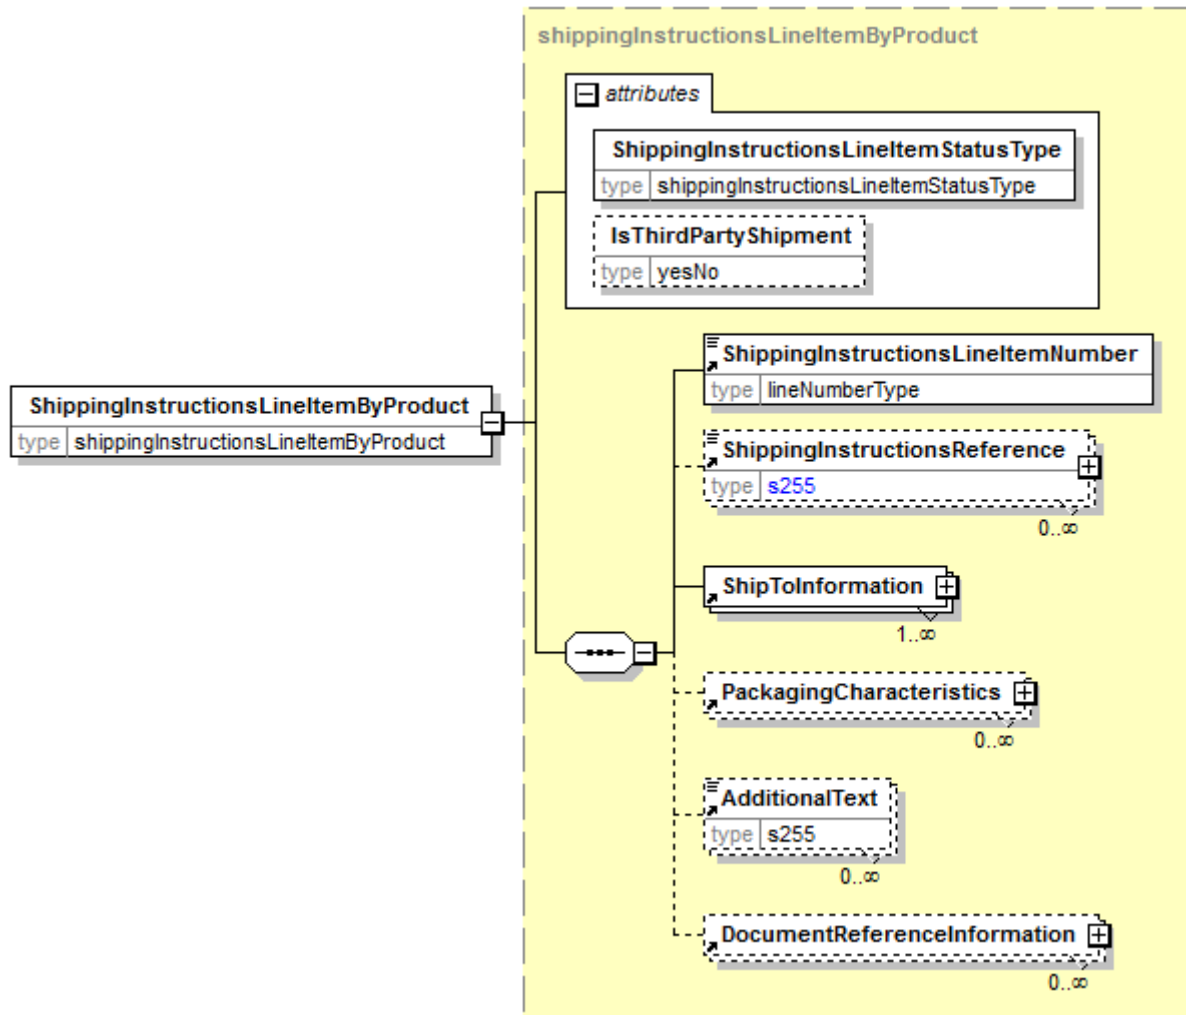 shippingInstructionsLineItemByProduct
attributes
ShippingInstructionsLineItemStatusType
type shippingInstructionsLineItemStatusType
IsThirdPartyShipment
type yesNo
ShippingInstructionsLineItemByProduct
type shippingInstructionsLineItemByProduct
ShippingInstructionsLineItemNumber
type lineNumberType
ShippingInstructionsReference
type s255
0..∞
ShipToInformation
1..∞
PackagingCharacteristics
0..∞
AdditionalText
type s255
0..∞
DocumentReferenceInformation
0..∞